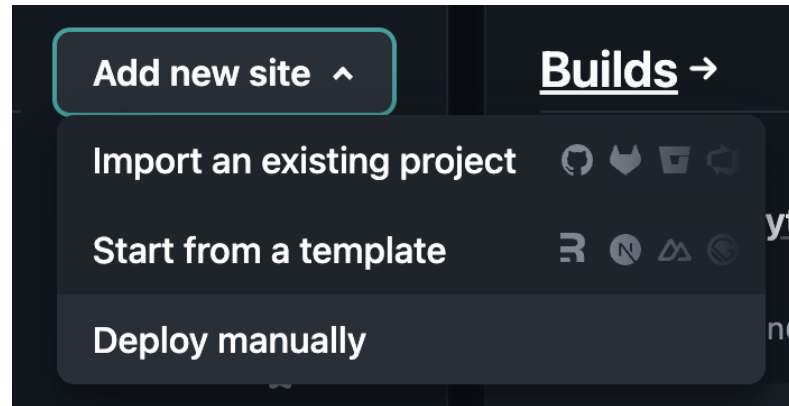 Add new site
Builds →
Import an existing project
Start from a template
Deploy manually